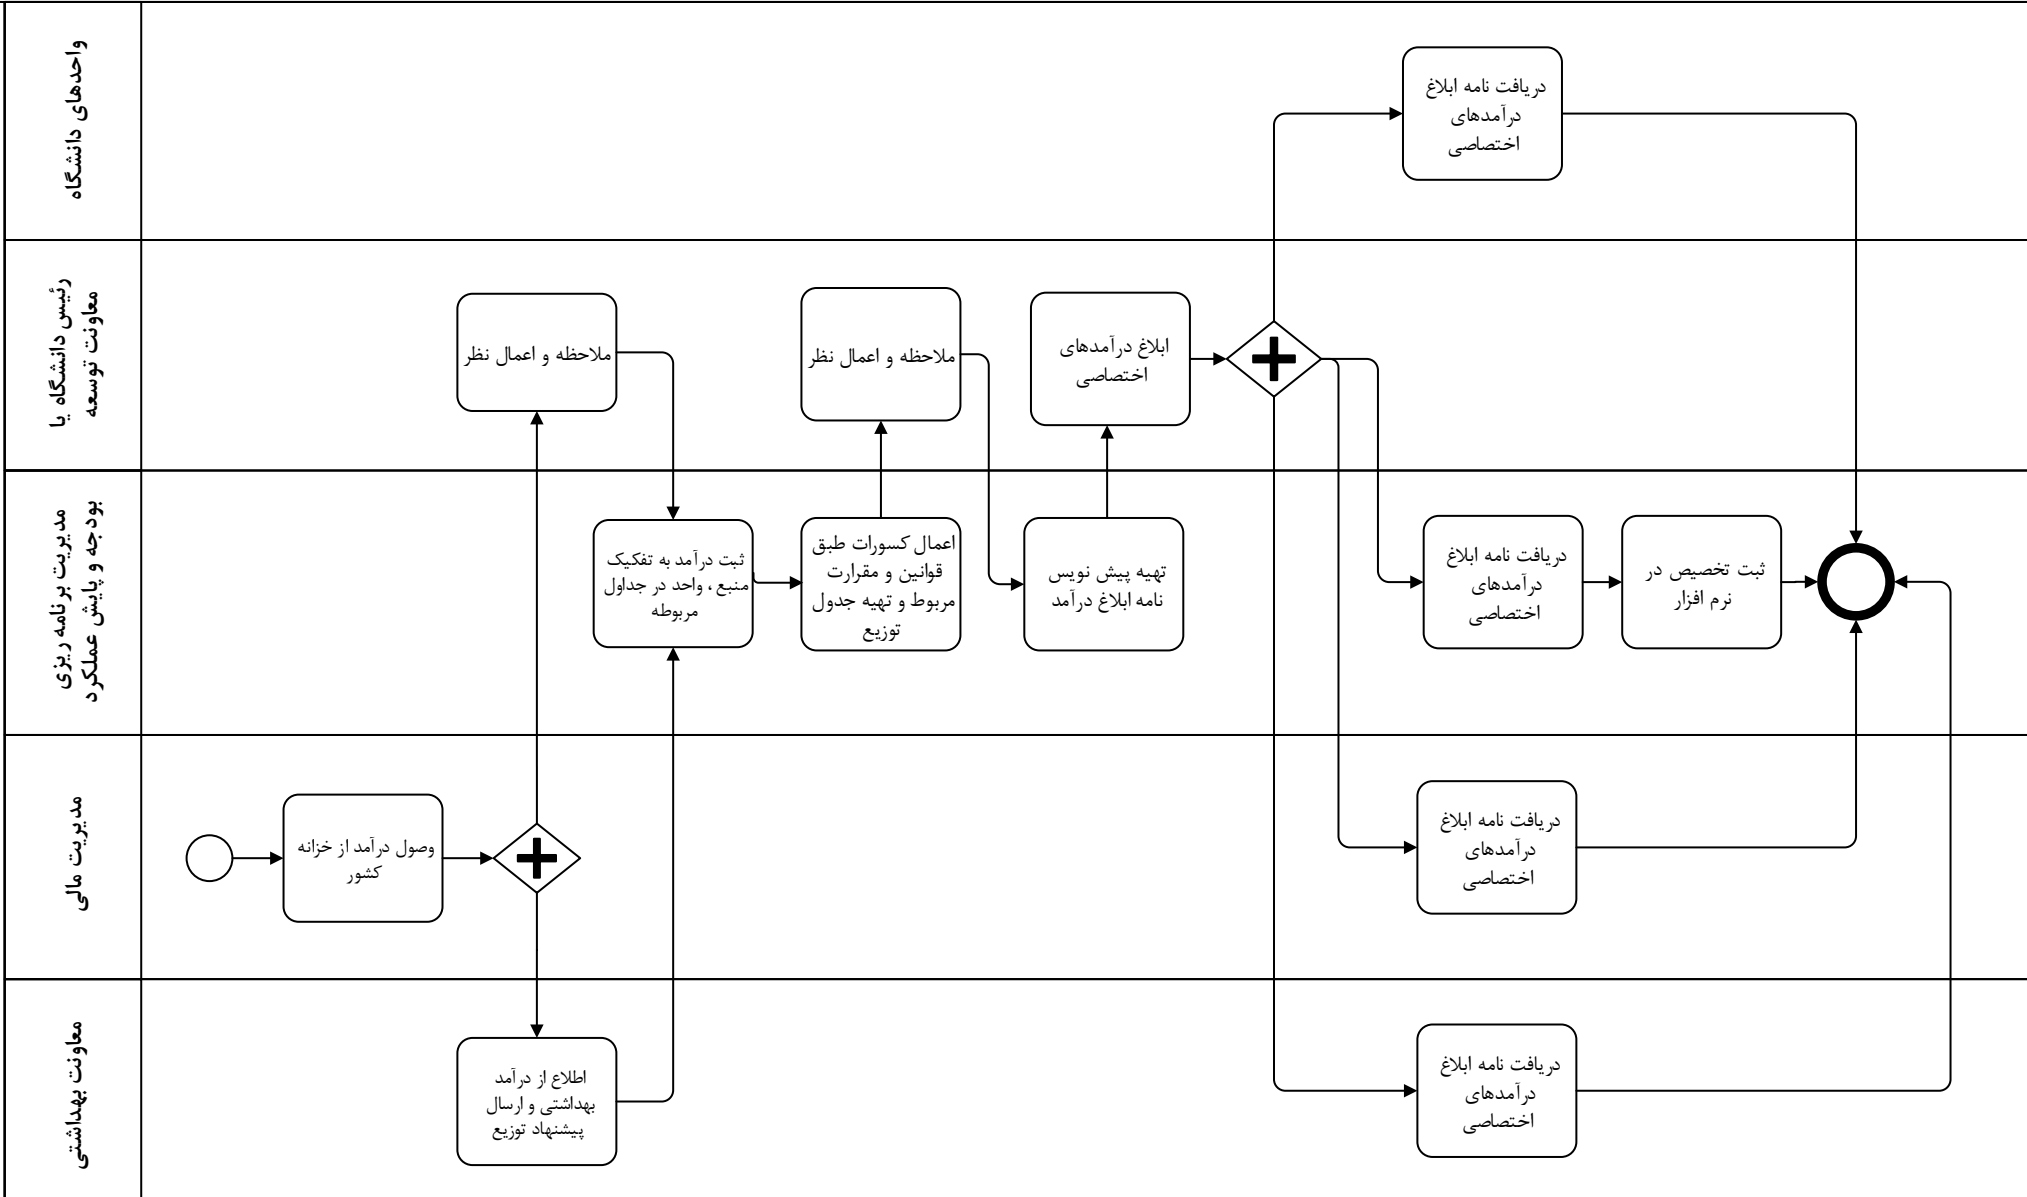 واحدهای دانشگاه
دریافت نامه ابلاغ
درآمدهای
اختصاصی
رئیس دانشگاه یا
معاونت توسعه
ملاحظه و اعمال نظر
ملاحظه و اعمال نظر
ابلاغ درآمدهای
اختصاصی
مدیریت برنامه ریزی
بودجه و پایش عملکرد
ثبت درآمد به تفکیک
منبع ، واحد در جداول
مربوطه
اعمال کسورات طبق
قوانین و مقرارت
مربوط و تهیه جدول
توزیع
تهیه پیش نویس
نامه ابلاغ درآمد
دریافت نامه ابلاغ
درآمدهای
اختصاصی
ثبت تخصیص در
نرم افزار
مدیریت مالی
وصول درآمد از خزانه
کشور
دریافت نامه ابلاغ
درآمدهای
اختصاصی
معاونت بهداشتی
اطلاع از درآمد
بهداشتی و ارسال
پیشنهاد توزیع
دریافت نامه ابلاغ
درآمدهای
اختصاصی